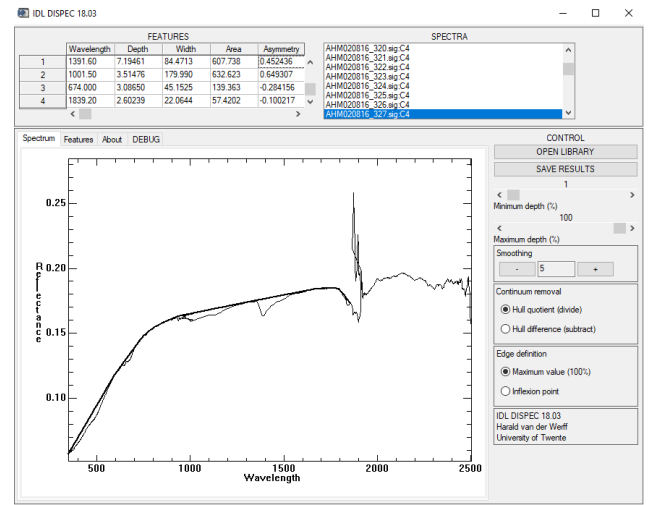 IDL DISPEC 18.03
FEATURES
Wavelength Depth Width Area Asymmetry
1 1391.60 7.19461 84.4713 607.738 0.452436
2 1001.50 3.51476 179.990 632.623 0.649307
3 674.000 3.08650 45.1525 139.363 -0.284156
4 1839.20 2.60239 22.0644 57.4202 -0.100217
SPECTRA
AHM020816_320.sig:C4
AHM020816_321.sig:C4
AHM020816_322.sig:C4
AHM020816_323.sig:C4
AHM020816_324.sig:C4
AHM020816_325.sig:C4
AHM020816_326.sig:C4
AHM020816_327.sig:C4
Spectrum Features About DEBUG
0.25
0.20
0.15
0.10
Reflectance
500 1000 1500 2000 2500
Wavelength
CONTROL
OPEN LIBRARY
SAVE RESULTS
1
Minimum depth (%)
100
Maximum depth (%)
Smoothing
- 5 +
Continuum removal
Hull quotient (divide)
Hull difference (subtract)
Edge definition
Maximum value (100%)
Inflexion point
IDL DISPEC 18.03
Harald van der Werff
University of Twente